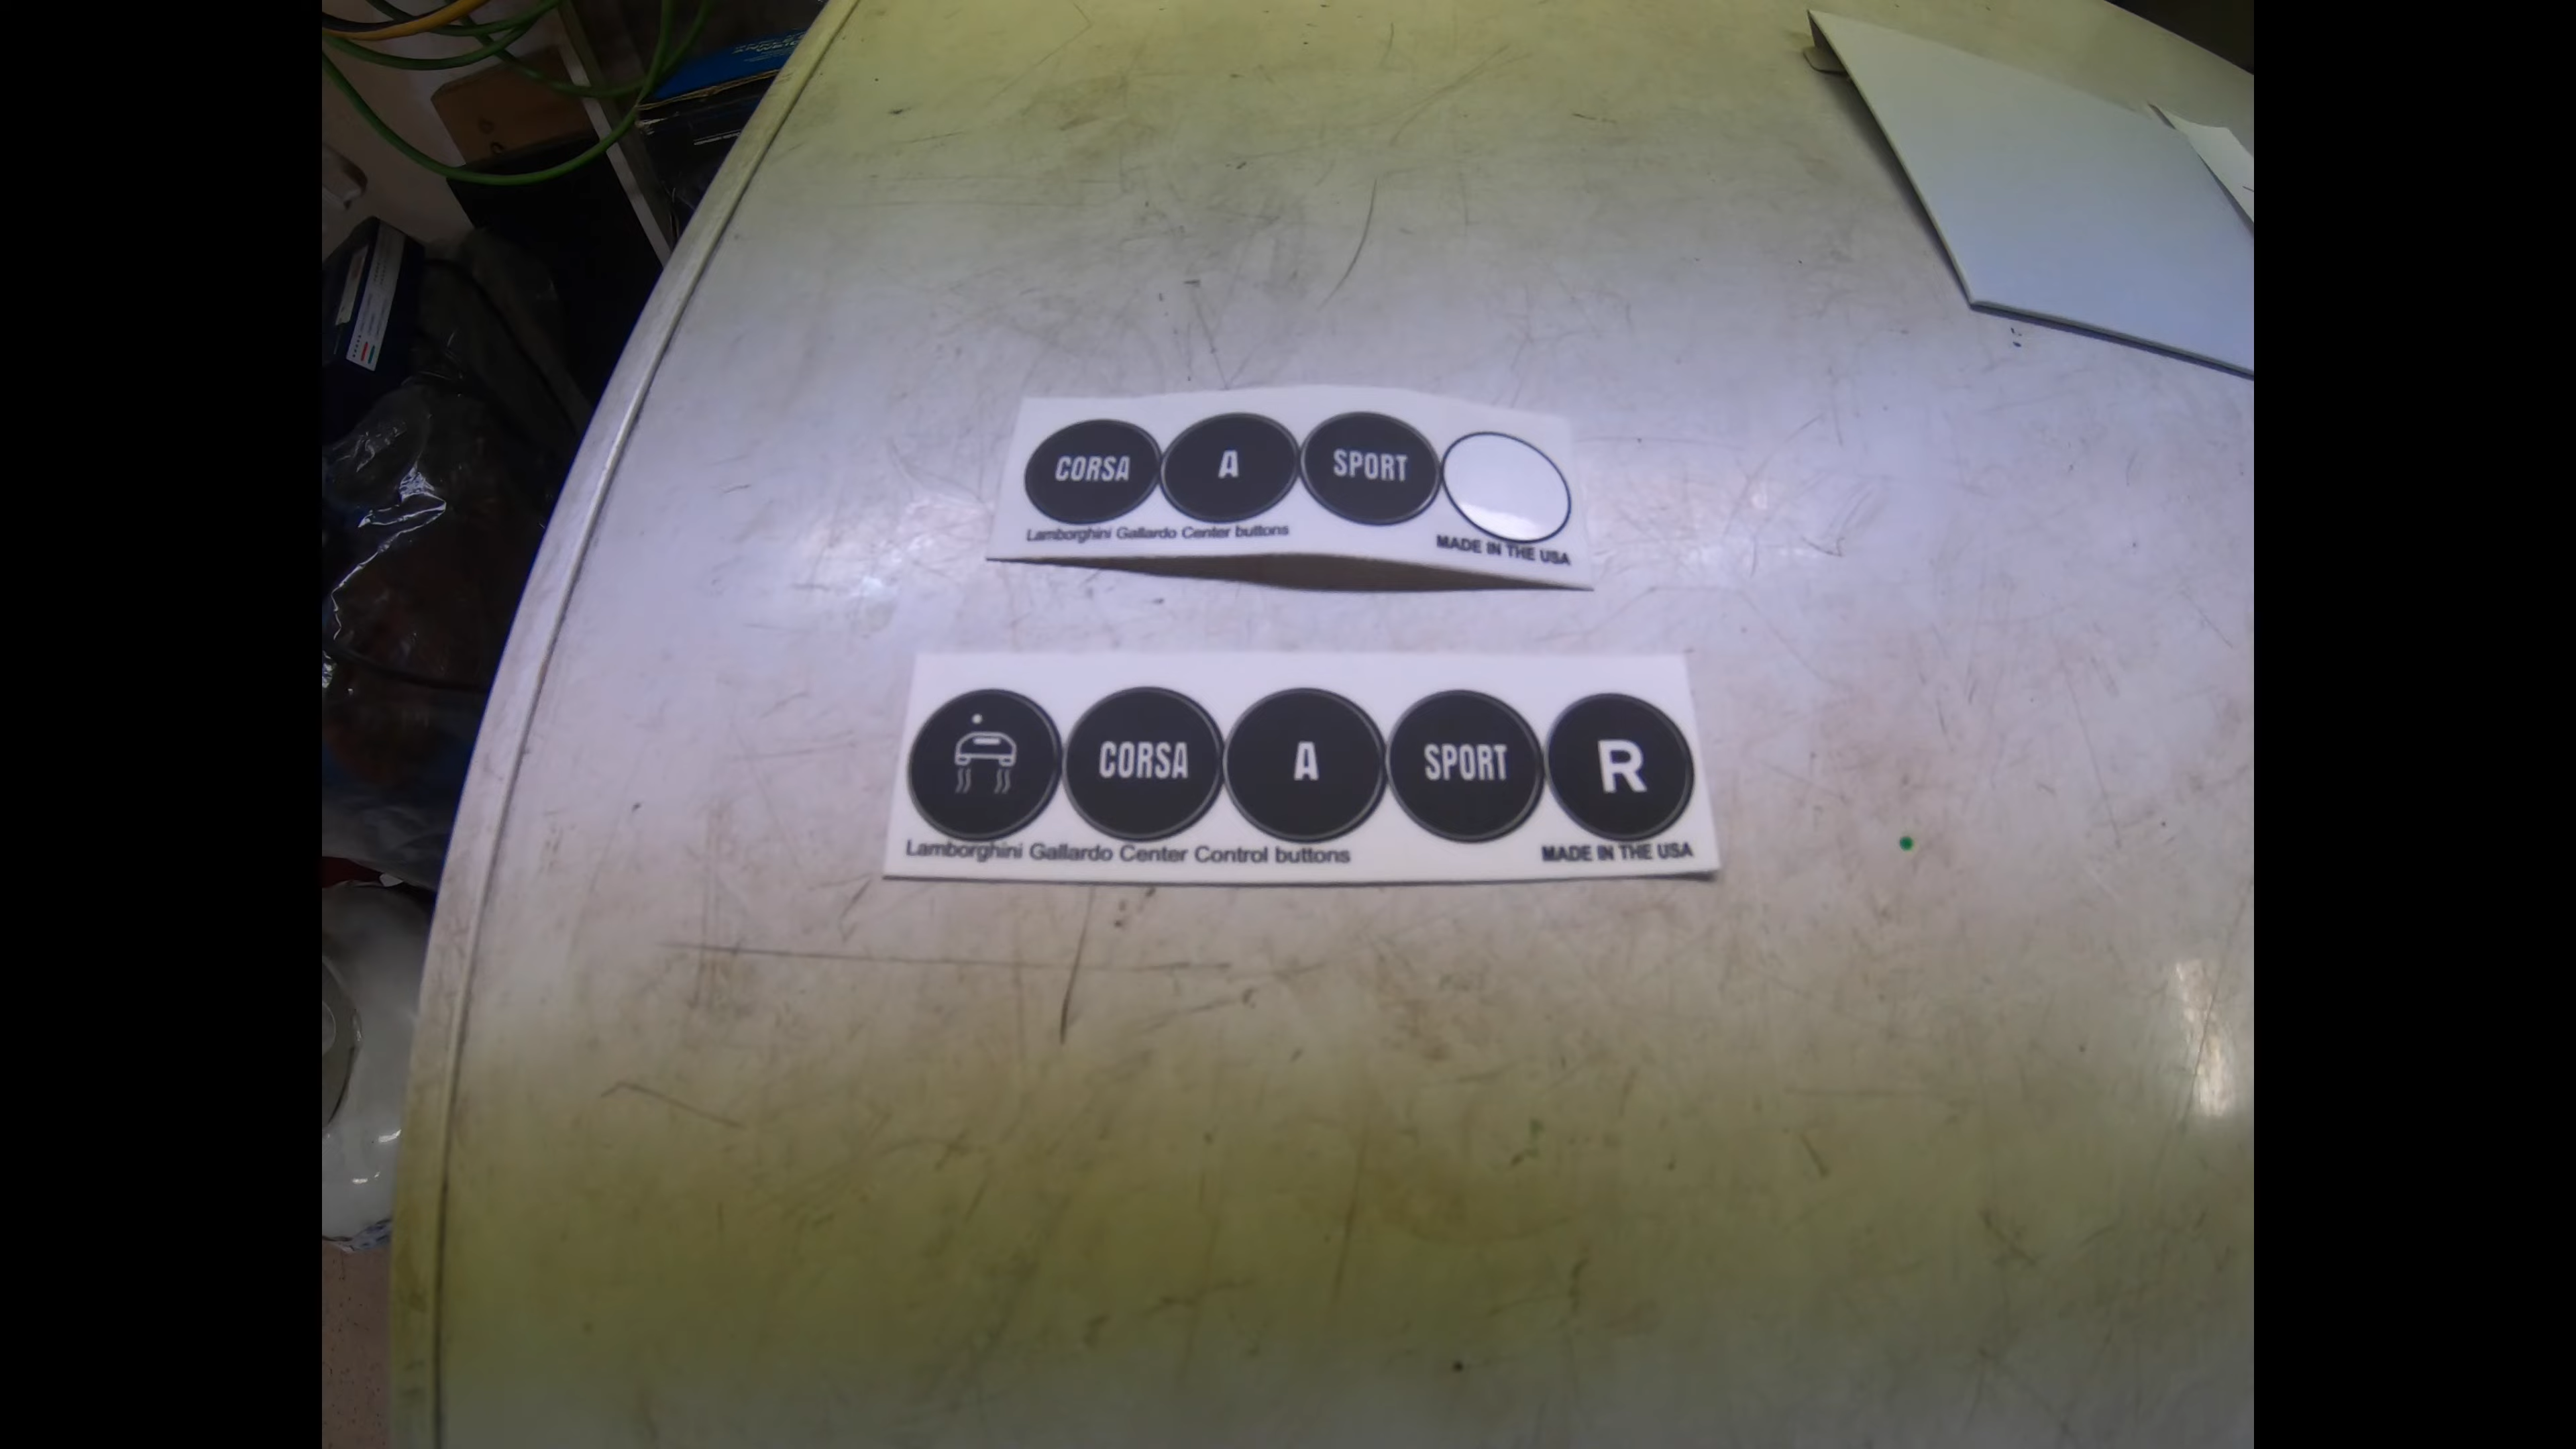 CORSA A SPORT
Lamborghini Gallardo Center buttons
MADE IN THE USA
CORSA A SPORT R
Lamborghini Gallardo Center Control buttons
MADE IN THE USA